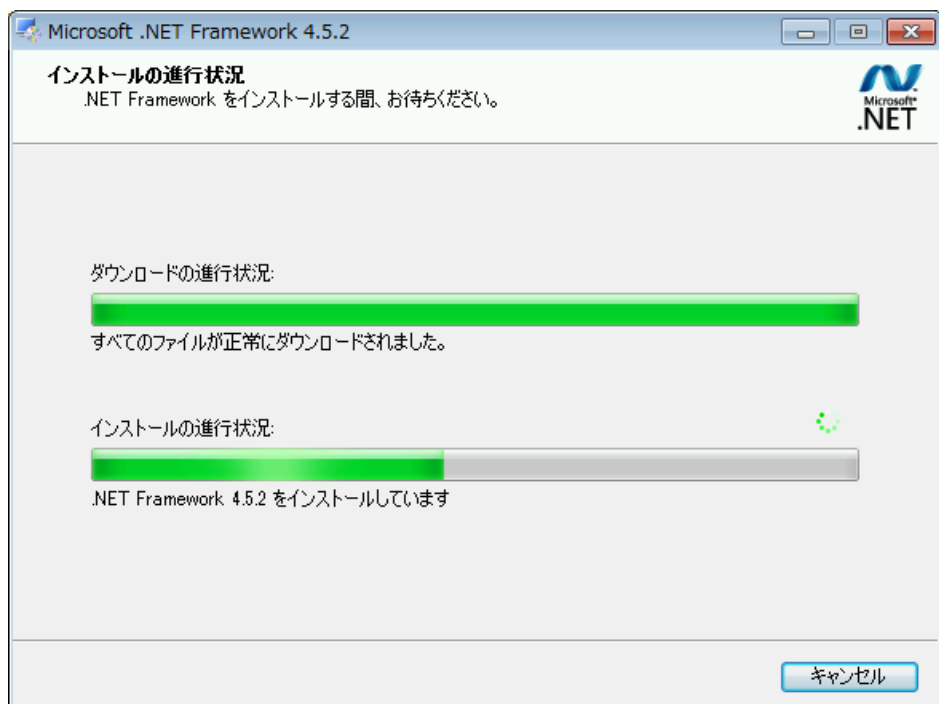 Microsoft .NET Framework 4.5.2
インストールの進行状況
.NET Framework をインストールする間、お待ちください。
Microsoft®
.NET
ダウンロードの進行状況:
すべてのファイルが正常にダウンロードされました。
インストールの進行状況:
.NET Framework 4.5.2 をインストールしています
キャンセル